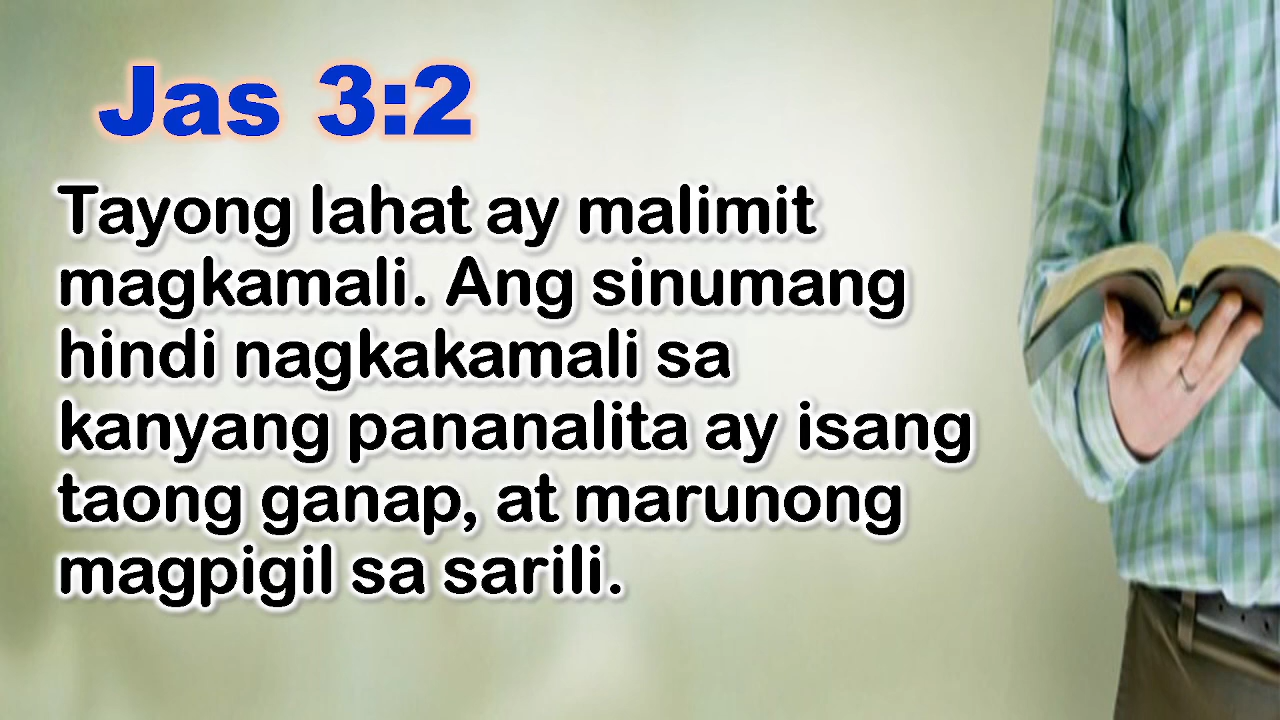 Jas 3:2
Tayong lahat ay malimit
magkamali. Ang sinumang
hindi nagkakamali sa
kanyang pananalita ay isang
taong ganap, at marunong
magpigil sa sarili.